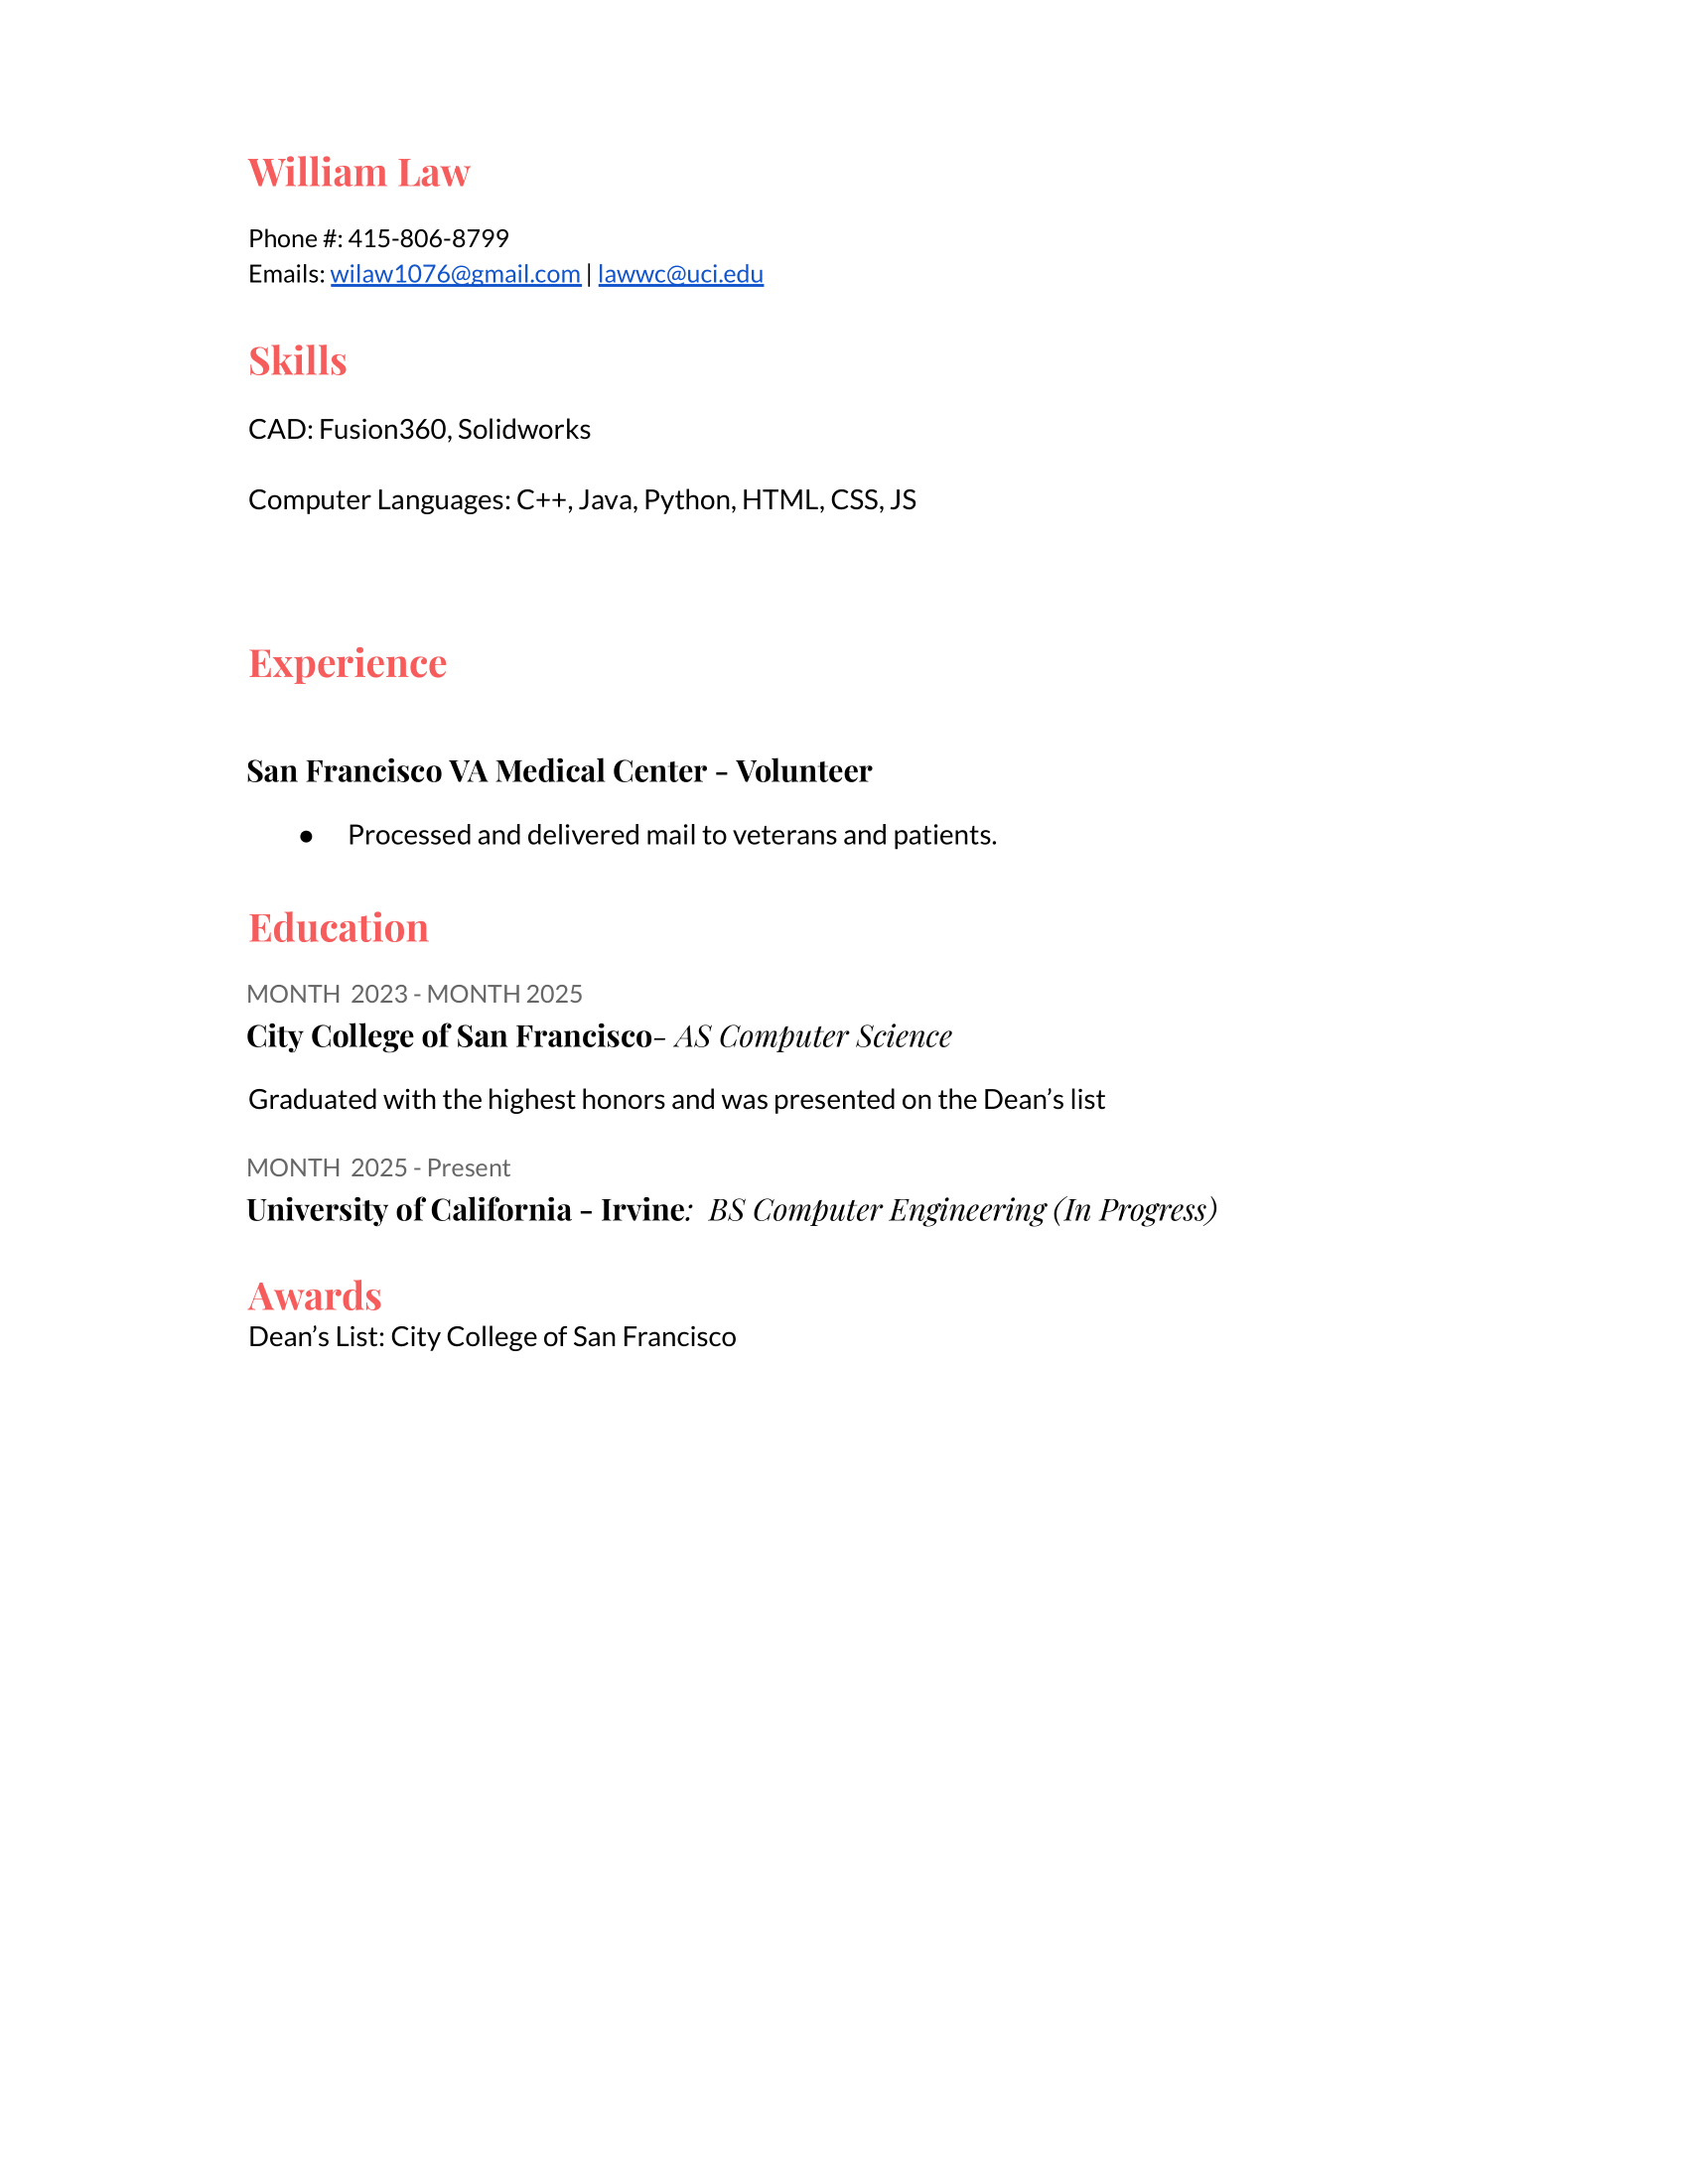 William Law
Phone #: 415-806-8799
Emails: wilaw1076@gmail.com | lawwc@uci.edu
Skills
CAD: Fusion360, Solidworks
Computer Languages: C++, Java, Python, HTML, CSS, JS
Experience
San Francisco VA Medical Center - Volunteer
● Processed and delivered mail to veterans and patients.
Education
MONTH 2023 - MONTH 2025
City College of San Francisco- AS Computer Science
Graduated with the highest honors and was presented on the Dean’s list
MONTH 2025 - Present
University of California - Irvine: BS Computer Engineering (In Progress)
Awards
Dean’s List: City College of San Francisco